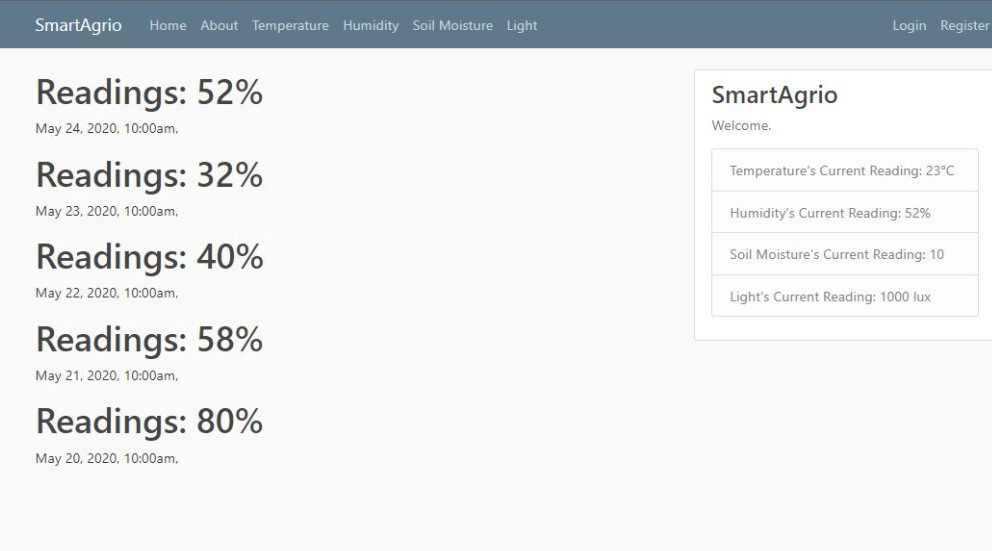 SmartAgrio Home About Temperature Humidity Soil Moisture Light Login Register
Readings: 52%
May 24, 2020, 10:00am,
Readings: 32%
May 23, 2020, 10:00am,
Readings: 40%
May 22, 2020, 10:00am,
Readings: 58%
May 21, 2020, 10:00am,
Readings: 80%
May 20, 2020, 10:00am,
SmartAgrio
Welcome.
Temperature's Current Reading: 23°C
Humidity's Current Reading: 52%
Soil Moisture's Current Reading: 10
Light's Current Reading: 1000 lux